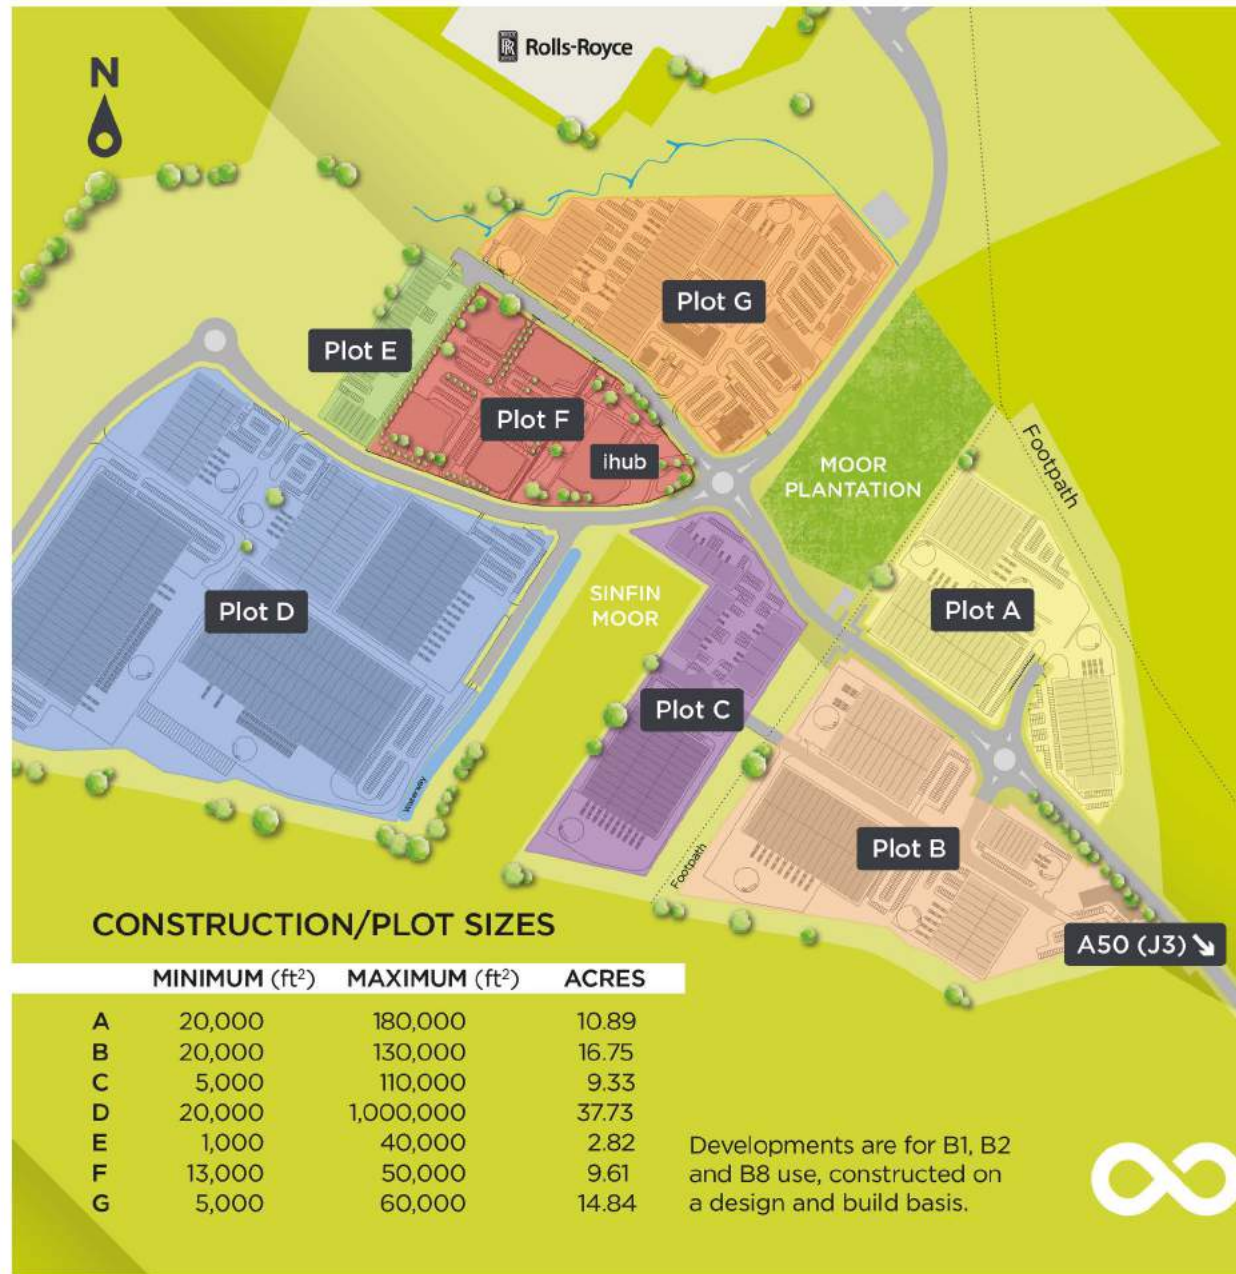 Rolls-Royce
N
Plot G
Plot E
Plot F
ihub
MOOR
PLANTATION
Footpath
SINFIN
MOOR
Plot D
Plot A
Plot C
Waterway
Plot B
Footpath
A50 (J3)
CONSTRUCTION/PLOT SIZES
MINIMUM (ft²) MAXIMUM (ft²) ACRES
A 20,000 180,000 10.89
B 20,000 130,000 16.75
C 5,000 110,000 9.33
D 20,000 1,000,000 37.73
E 1,000 40,000 2.82
F 13,000 50,000 9.61
G 5,000 60,000 14.84
Developments are for B1, B2
and B8 use, constructed on
a design and build basis.